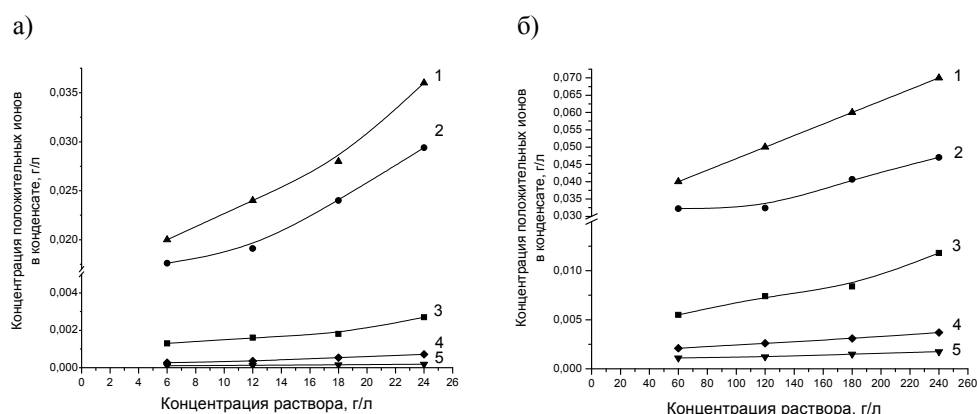 а)
Концентрация положительных ионов
в конденсате, г/л
0,035
0,030
0,025
0,020
0,004
0,002
0,000
1
2
3
4
5
0 2 4 6 8 10 12 14 16 18 20 22 24 26
Концентрация раствора, г/л
б)
Концентрация положительных ионов
в конденсате, г/л
0,070
0,065
0,060
0,055
0,050
0,045
0,040
0,035
0,030
0,010
0,005
0,000
1
2
3
4
5
0 20 40 60 80 100 120 140 160 180 200 220 240 260
Концентрация раствора, г/л